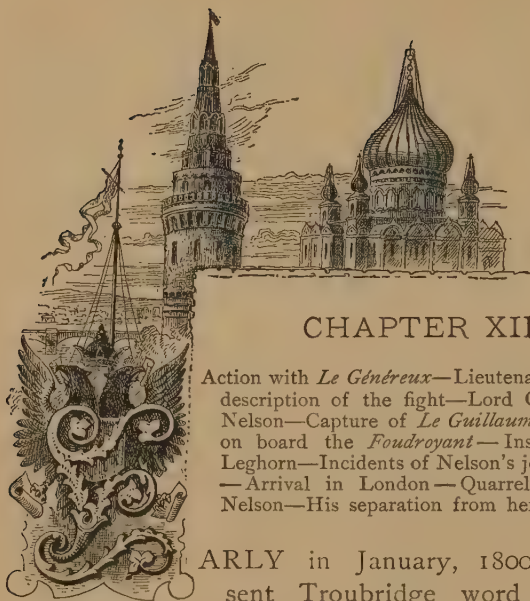 CHAPTER XII
Action with Le Généreux—Lieutena
description of the fight—Lord
Nelson—Capture of Le Guillaum
on board the Foudroyant—Ins
Leghorn—Incidents of Nelson's jo
—Arrival in London—Quarrel
Nelson—His separation from he
ARLY in January, 1800
sent Troubridge word